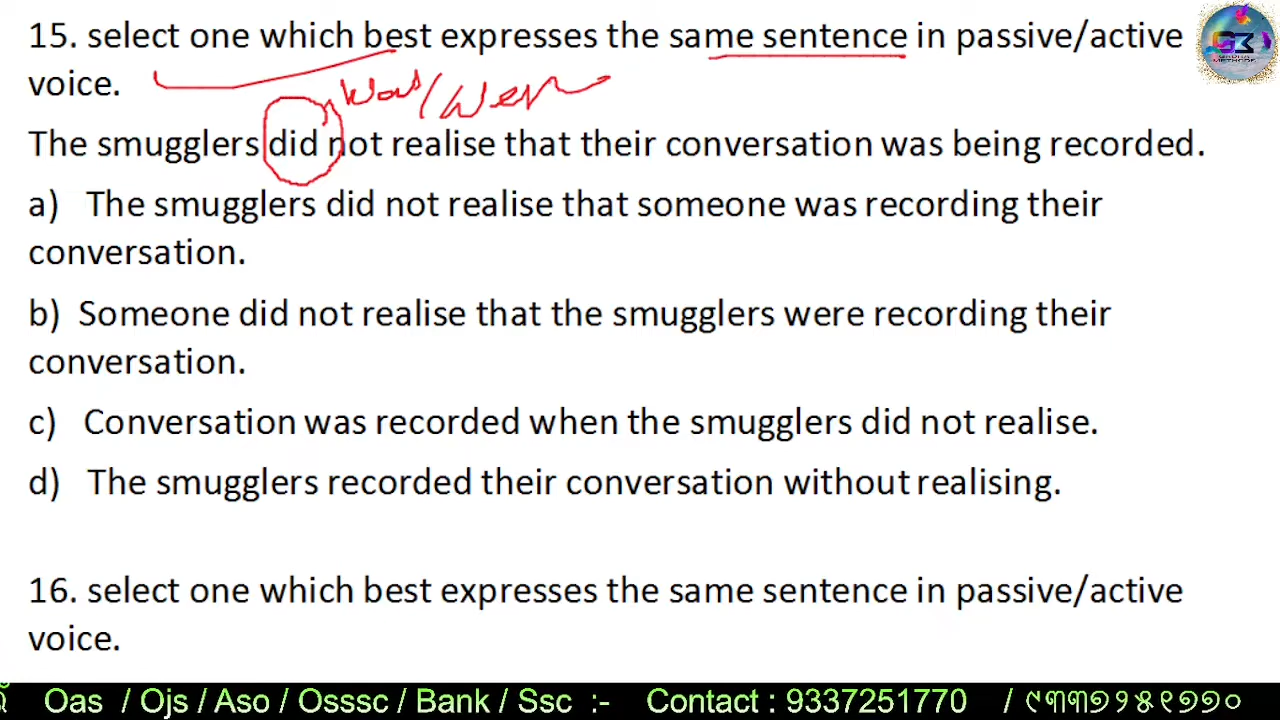 15. select one which best expresses the same sentence in passive/active
voice.
was/were
The smugglers did not realise that their conversation was being recorded.
a) The smugglers did not realise that someone was recording their
conversation.
b) Someone did not realise that the smugglers were recording their
conversation.
c) Conversation was recorded when the smugglers did not realise.
d) The smugglers recorded their conversation without realising.
16. select one which best expresses the same sentence in passive/active
voice.
Oas / Ojs / Aso / Osssc / Bank / Ssc :- Contact : 9337251770 / ୯୩୩୭୨୫୧୭୭୦